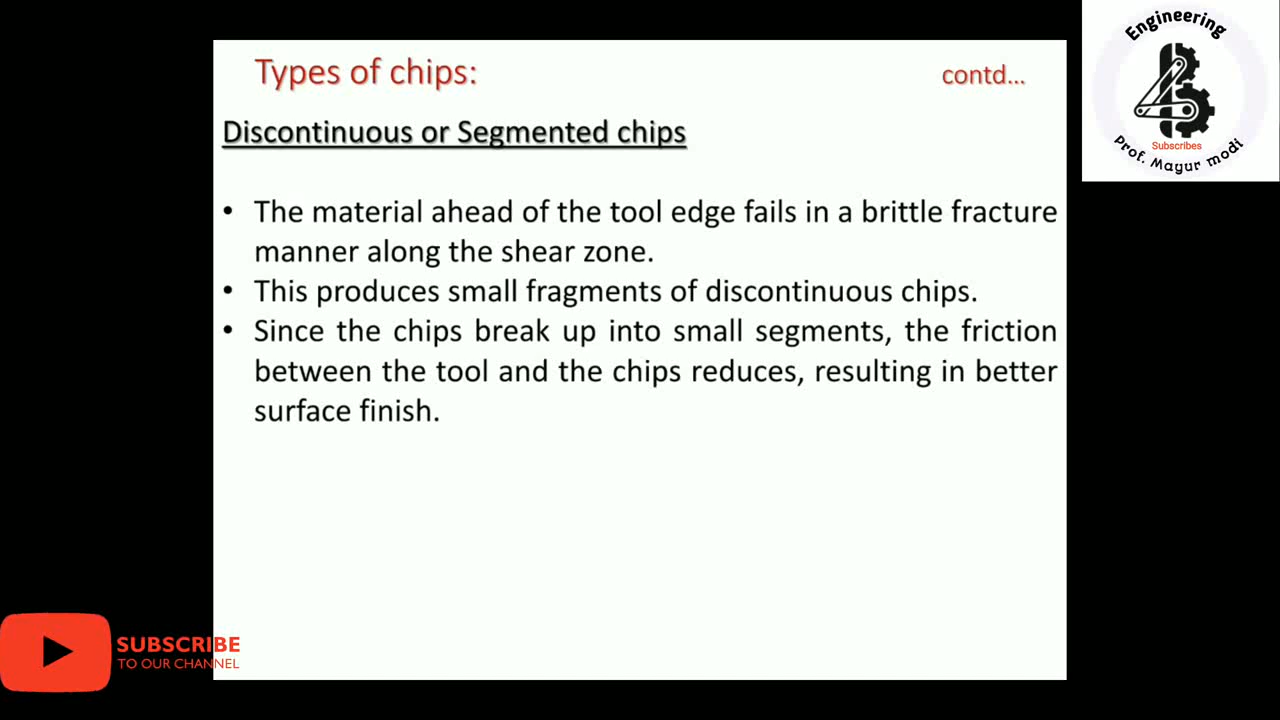 Types of chips:
contd...
Discontinuous or Segmented chips
• The material ahead of the tool edge fails in a brittle fracture
manner along the shear zone.
• This produces small fragments of discontinuous chips.
• Since the chips break up into small segments, the friction
between the tool and the chips reduces, resulting in better
surface finish.
Engineering
Subscribes
Prof. Mayur modi
SUBSCRIBE
TO OUR CHANNEL